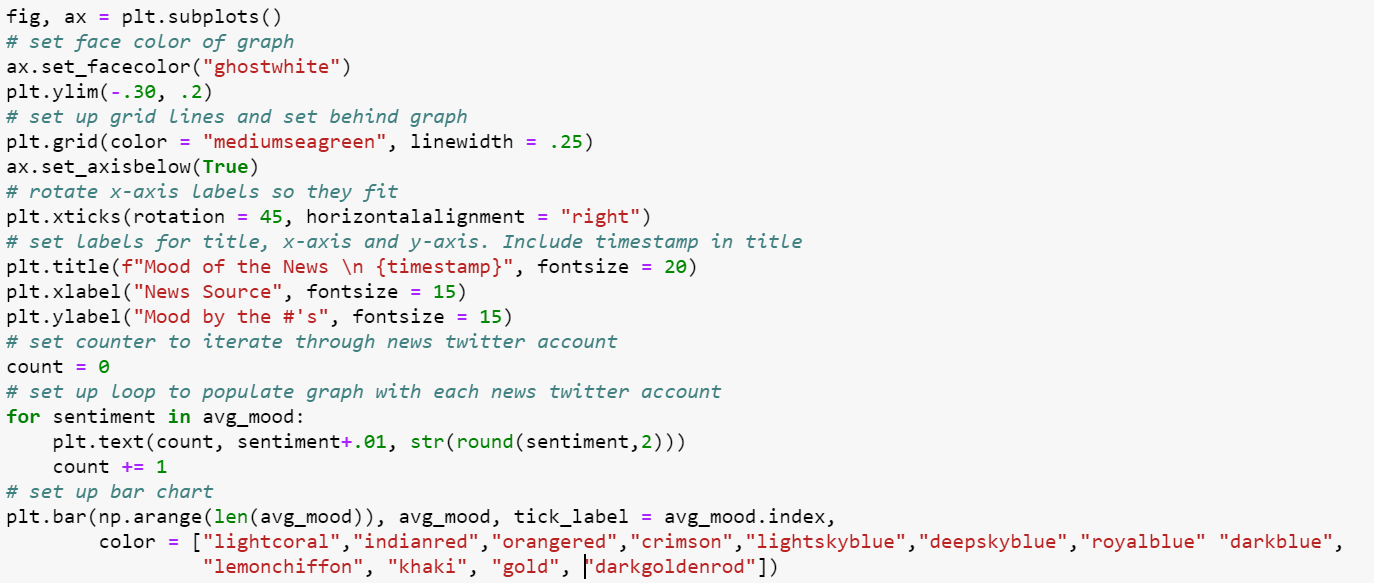 fig, ax = plt.subplots()
# set face color of graph
ax.set_facecolor("ghostwhite")
plt.ylim(-.30, .2)
# set up grid lines and set behind graph
plt.grid(color = "mediumseagreen", linewidth = .25)
ax.set_axisbelow(True)
# rotate x-axis labels so they fit
plt.xticks(rotation = 45, horizontalalignment = "right")
# set labels for title, x-axis and y-axis. Include timestamp in title
plt.title(f"Mood of the News \n {timestamp}", fontsize = 20)
plt.xlabel("News Source", fontsize = 15)
plt.ylabel("Mood by the #'s", fontsize = 15)
# set counter to iterate through news twitter account
count = 0
# set up loop to populate graph with each news twitter account
for sentiment in avg_mood:
    plt.text(count, sentiment+.01, str(round(sentiment,2)))
    count += 1
# set up bar chart
plt.bar(np.arange(len(avg_mood)), avg_mood, tick_label = avg_mood.index,
        color = ["lightcoral","indianred","orangered","crimson","lightskyblue","deepskyblue","royalblue" "darkblue",
                 "lemonchiffon", "khaki", "gold", "darkgoldenrod"])